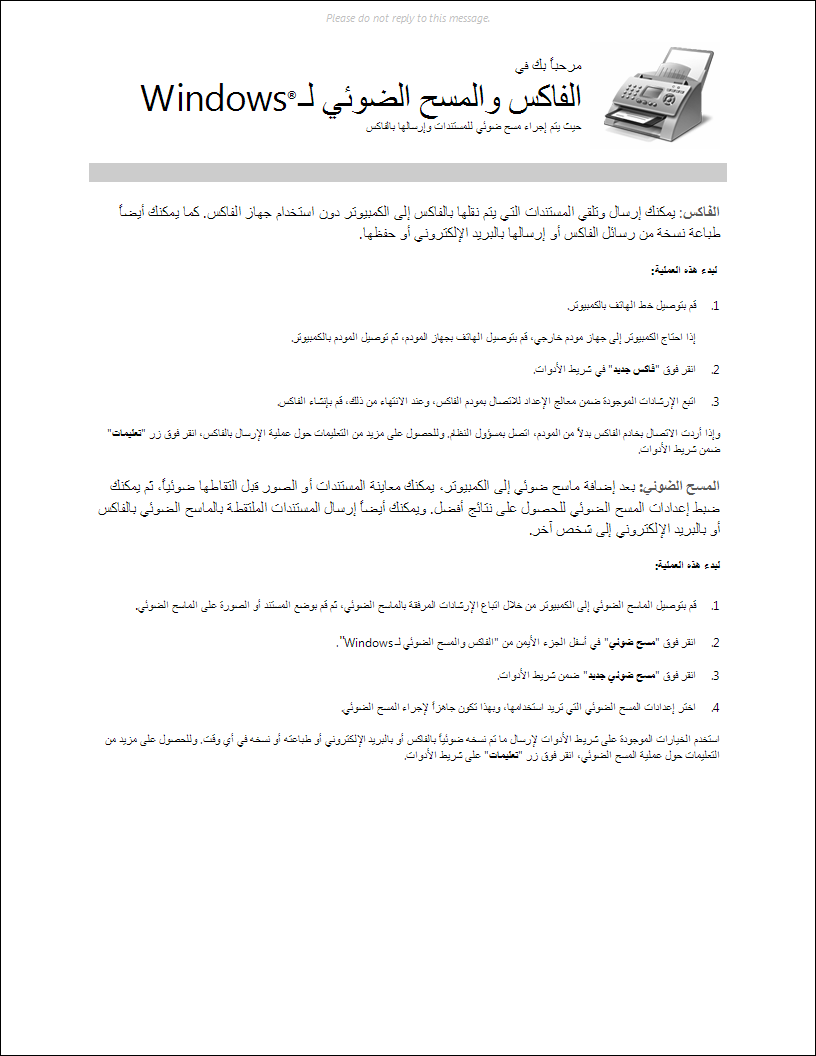 Please do not reply to this message.
مرحباً بك في
الفاكس والمسح الضوئي لـ Windows®
حيث يتم إجراء مسح ضوئي للمستندات وإرسالها بالفاكس
الفاكس: يمكنك إرسال وتلقي المستندات التي يتم نقلها بالفاكس إلى الكمبيوتر دون استخدام جهاز الفاكس. كما يمكنك أيضاً
طباعة نسخة من رسائل الفاكس أو إرسالها بالبريد الإلكتروني أو حفظها.
لبدء هذه العملية:
1. قم بتوصيل خط الهاتف بالكمبيوتر.
إذا احتاج الكمبيوتر إلى جهاز مودم خارجي، قم بتوصيل الهاتف بجهاز المودم، ثم توصيل المودم بالكمبيوتر.
2. انقر فوق "فاكس جديد" في شريط الأدوات.
3. اتبع الإرشادات الموجودة ضمن معالج الإعداد للاتصال بمودم الفاكس، وعند الانتهاء من ذلك، قم بإنشاء الفاكس.
وإذا أردت الاتصال بخادم الفاكس بدلاً من المودم، اتصل بمسؤول النظام. وللحصول على مزيد من التعليمات حول عملية الإرسال بالفاكس، انقر فوق زر "تعليمات"
ضمن شريط الأدوات.
المسح الضوئي: بعد إضافة ماسح ضوئي إلى الكمبيوتر، يمكنك معاينة المستندات أو الصور قبل التقاطها ضوئياً، ثم يمكنك
ضبط إعدادات المسح الضوئي للحصول على نتائج أفضل. ويمكنك أيضاً إرسال المستندات الملتقطة بالماسح الضوئي بالفاكس
أو بالبريد الإلكتروني إلى شخص آخر.
لبدء هذه العملية:
1. قم بتوصيل الماسح الضوئي إلى الكمبيوتر من خلال اتباع الإرشادات المرفقة بالماسح الضوئي، ثم قم بوضع المستند أو الصورة على الماسح الضوئي.
2. انقر فوق "مسح ضوئي" في أسفل الجزء الأيمن من "الفاكس والمسح الضوئي لـ Windows".
3. انقر فوق "مسح ضوئي جديد" ضمن شريط الأدوات.
4. اختر إعدادات المسح الضوئي التي تريد استخدامها، وبهذا تكون جاهزاً لإجراء المسح الضوئي.
استخدم الخيارات الموجودة على شريط الأدوات لإرسال ما تم نسخه ضوئياً بالفاكس أو بالبريد الإلكتروني أو طباعته أو نسخه في أي وقت. وللحصول على مزيد من
التعليمات حول عملية المسح الضوئي، انقر فوق زر "تعليمات" على شريط الأدوات.